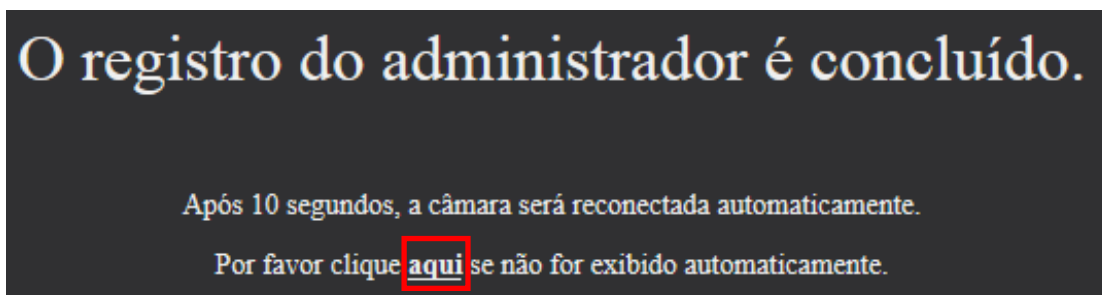 O registro do administrador é concluído.
Após 10 segundos, a câmara será reconectada automaticamente.
Por favor clique aqui se não for exibido automaticamente.